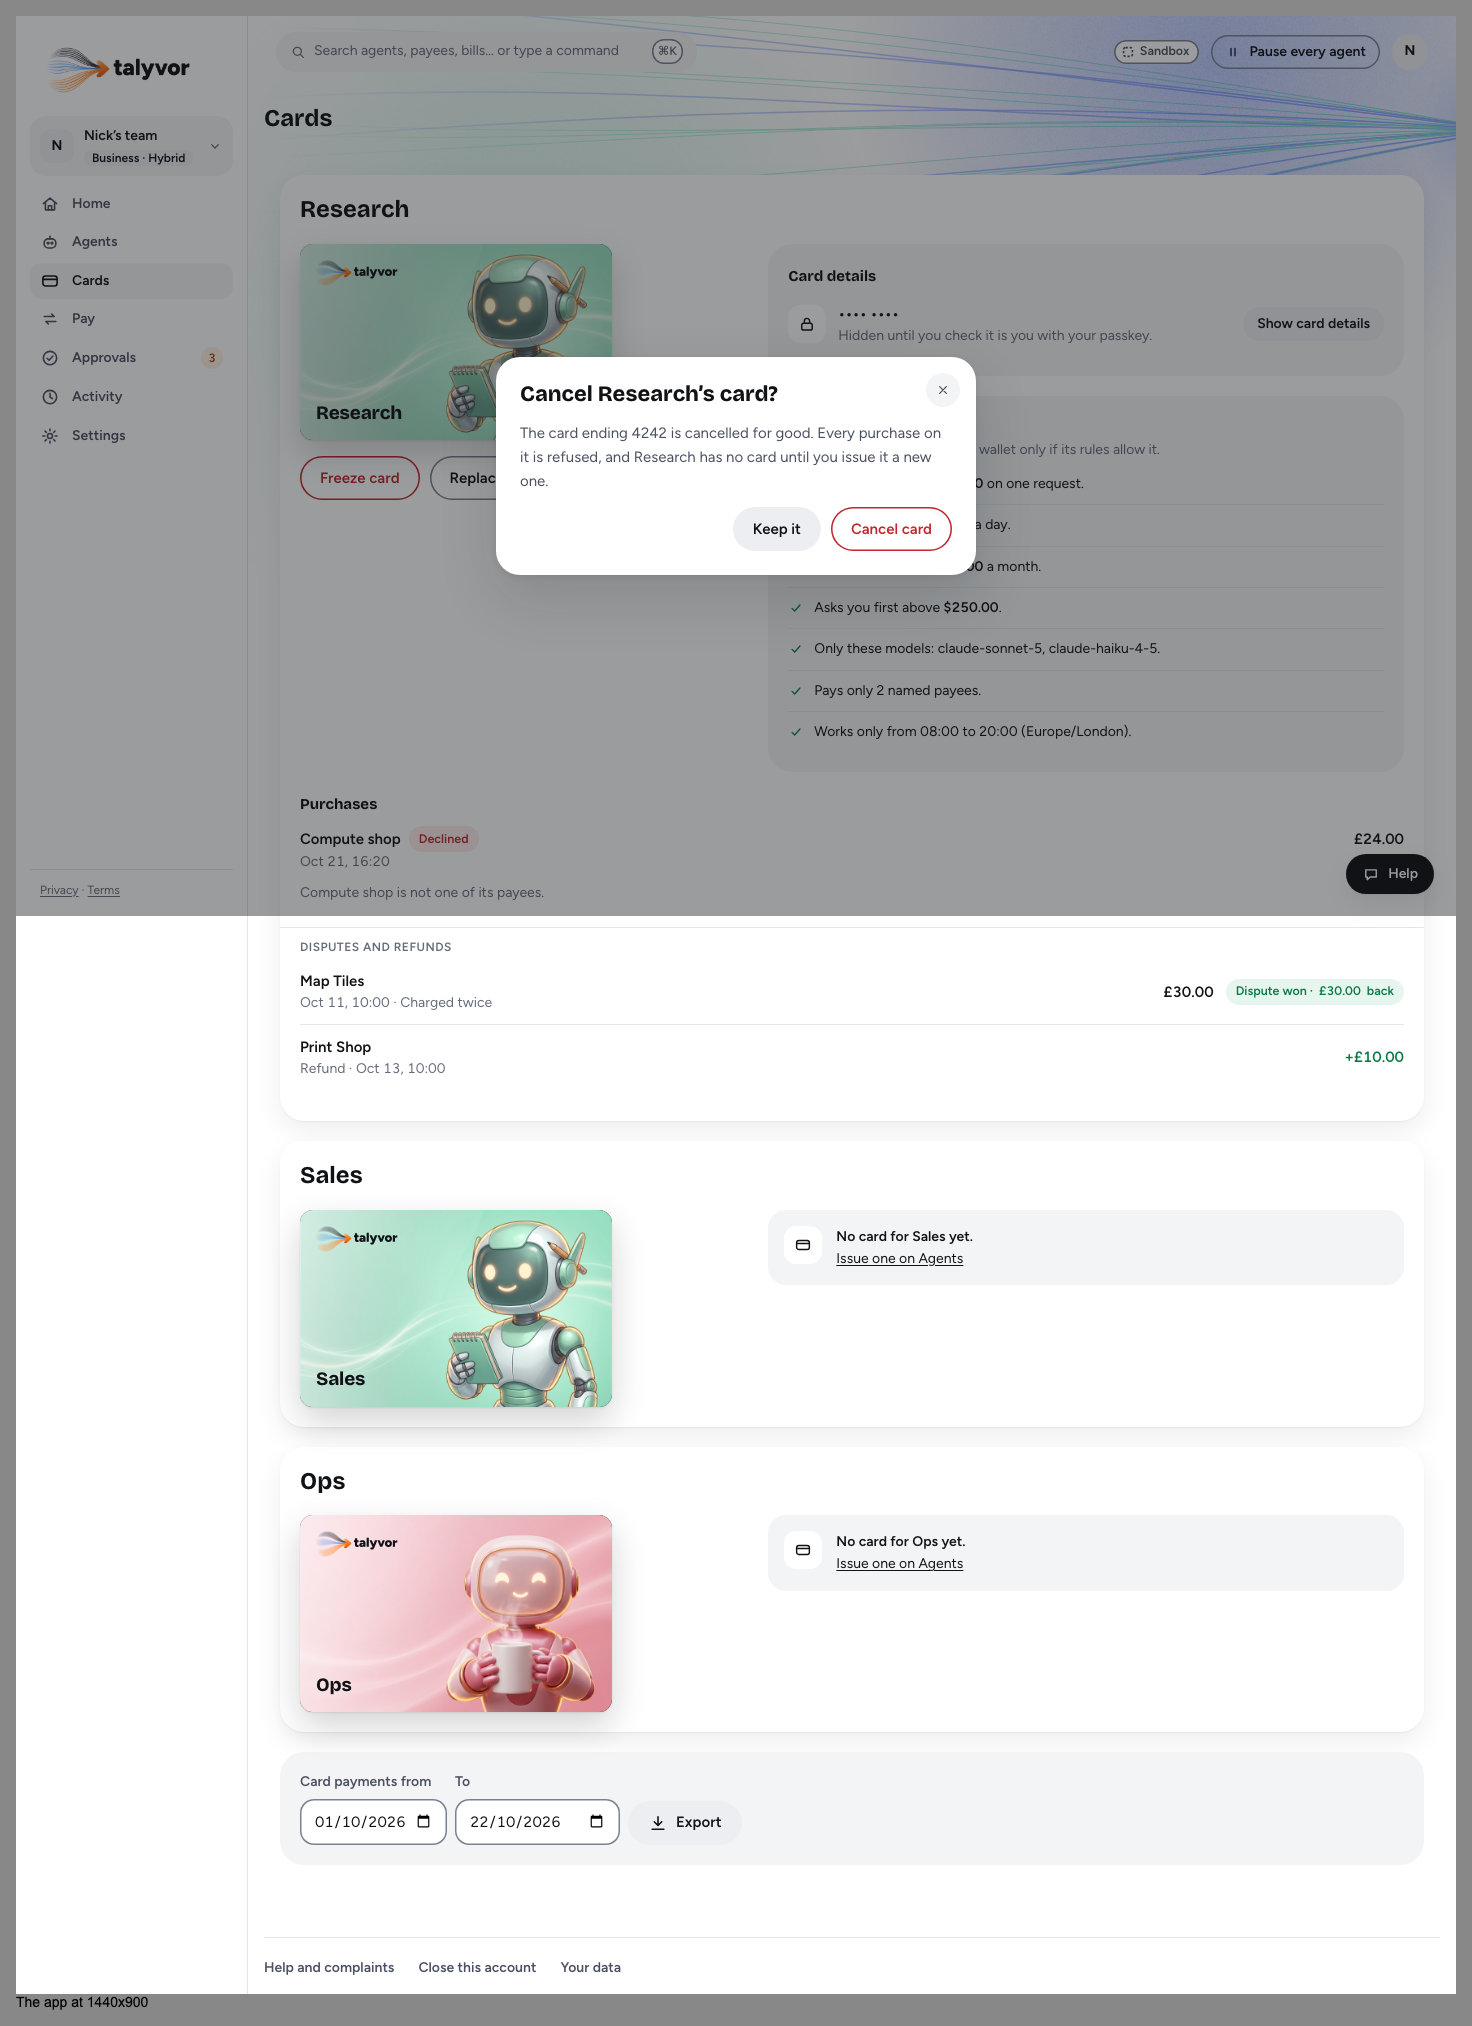 talyvor
Search agents, payees, bills... or type a command
⌘K
Sandbox
Pause every agent
N
N
Nick's team
Business · Hybrid
Home
Agents
Cards
Pay
Approvals
3
Activity
Settings
Privacy · Terms
Cards
Research
talyvor
Research
Freeze card
Replac
Card details
•••• ••••
Hidden until you check it is you with your passkey.
Show card details
Cancel Research's card?
The card ending 4242 is cancelled for good. Every purchase on
it is refused, and Research has no card until you issue it a new
one.
Keep it
Cancel card
wallet only if its rules allow it.
0 on one request.
a day.
00 a month.
Asks you first above $250.00.
Only these models: claude-sonnet-5, claude-haiku-4-5.
Pays only 2 named payees.
Works only from 08:00 to 20:00 (Europe/London).
Purchases
Compute shop Declined
£24.00
Oct 21, 16:20
Compute shop is not one of its payees.
Help
DISPUTES AND REFUNDS
Map Tiles
Oct 11, 10:00 · Charged twice
£30.00
Dispute won · £30.00 back
Print Shop
Refund · Oct 13, 10:00
+£10.00
Sales
talyvor
Sales
No card for Sales yet.
Issue one on Agents
Ops
talyvor
Ops
No card for Ops yet.
Issue one on Agents
Card payments from
To
01/10/2026
22/10/2026
Export
Help and complaints
Close this account
Your data
The app at 1440x900